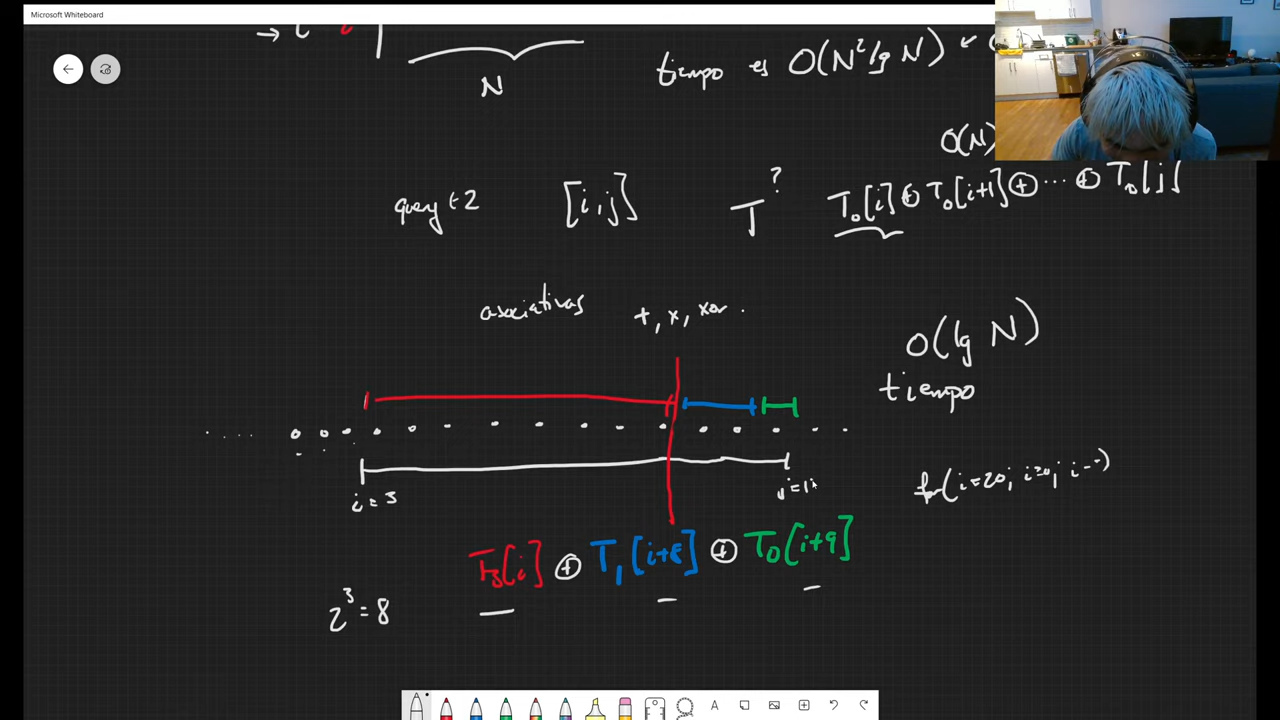 Microsoft Whiteboard
N
tiempo es O(N² lg N) ←
O(N)
query t2 [i,j] T? T₀[i] ⊕ T₀[i+1] ⊕ ... ⊕ T₀[j]
asociativas +, x, xor.
O(lg N)
tiempo
i = 3
for(i=20; i≥0; i--)
T₃[i] ⊕ T₁[i+8] ⊕ T₀[i+9]
2³ = 8